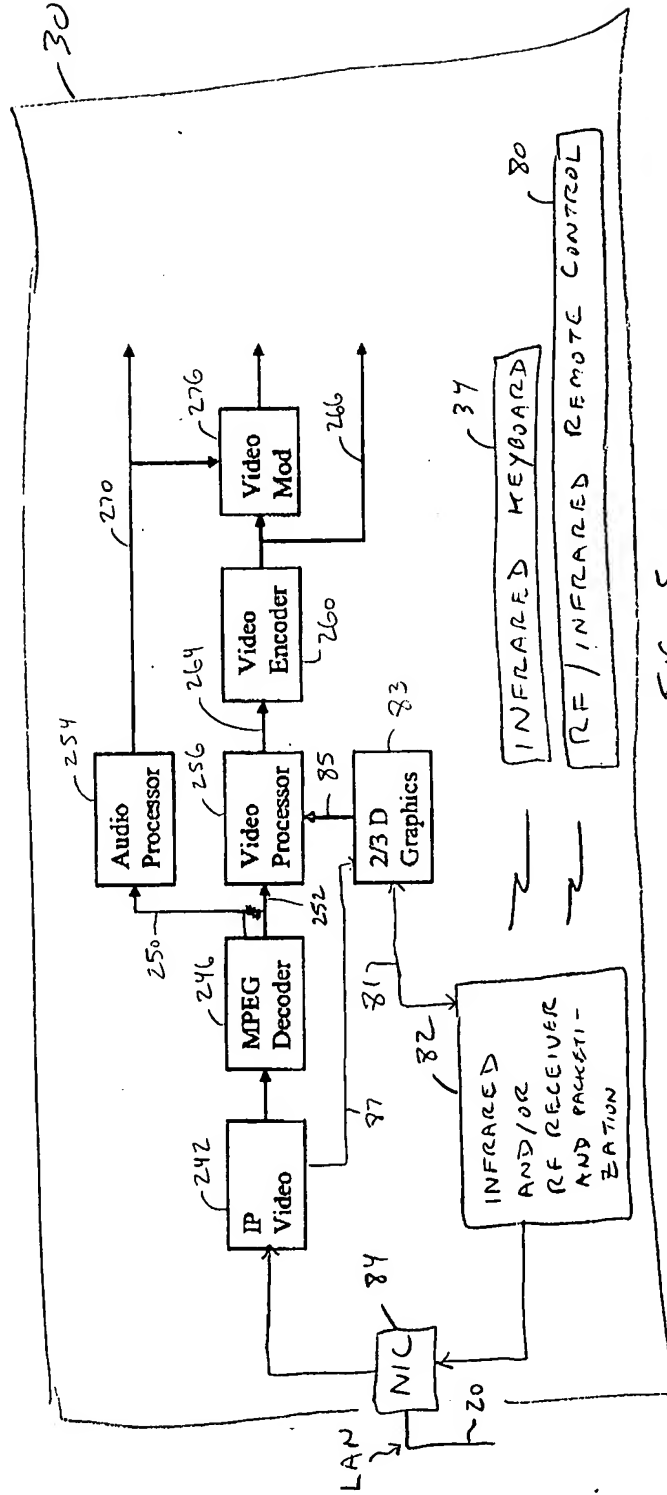 30
270
254
Audio
Processor
250
276
Video
Mod
266
264
Video
Encoder
260
256
Video
Processor
252
246
MPEG
Decoder
85
83
2/3 D
Graphics
242
IP
Video
87
81
82
INFRARED
AND/OR
RF RECEIVER
AND PACKETI-
ZATION
34
INFRARED KEYBOARD
80
RF / INFRARED REMOTE CONTROL
84
NIC
LAN
20